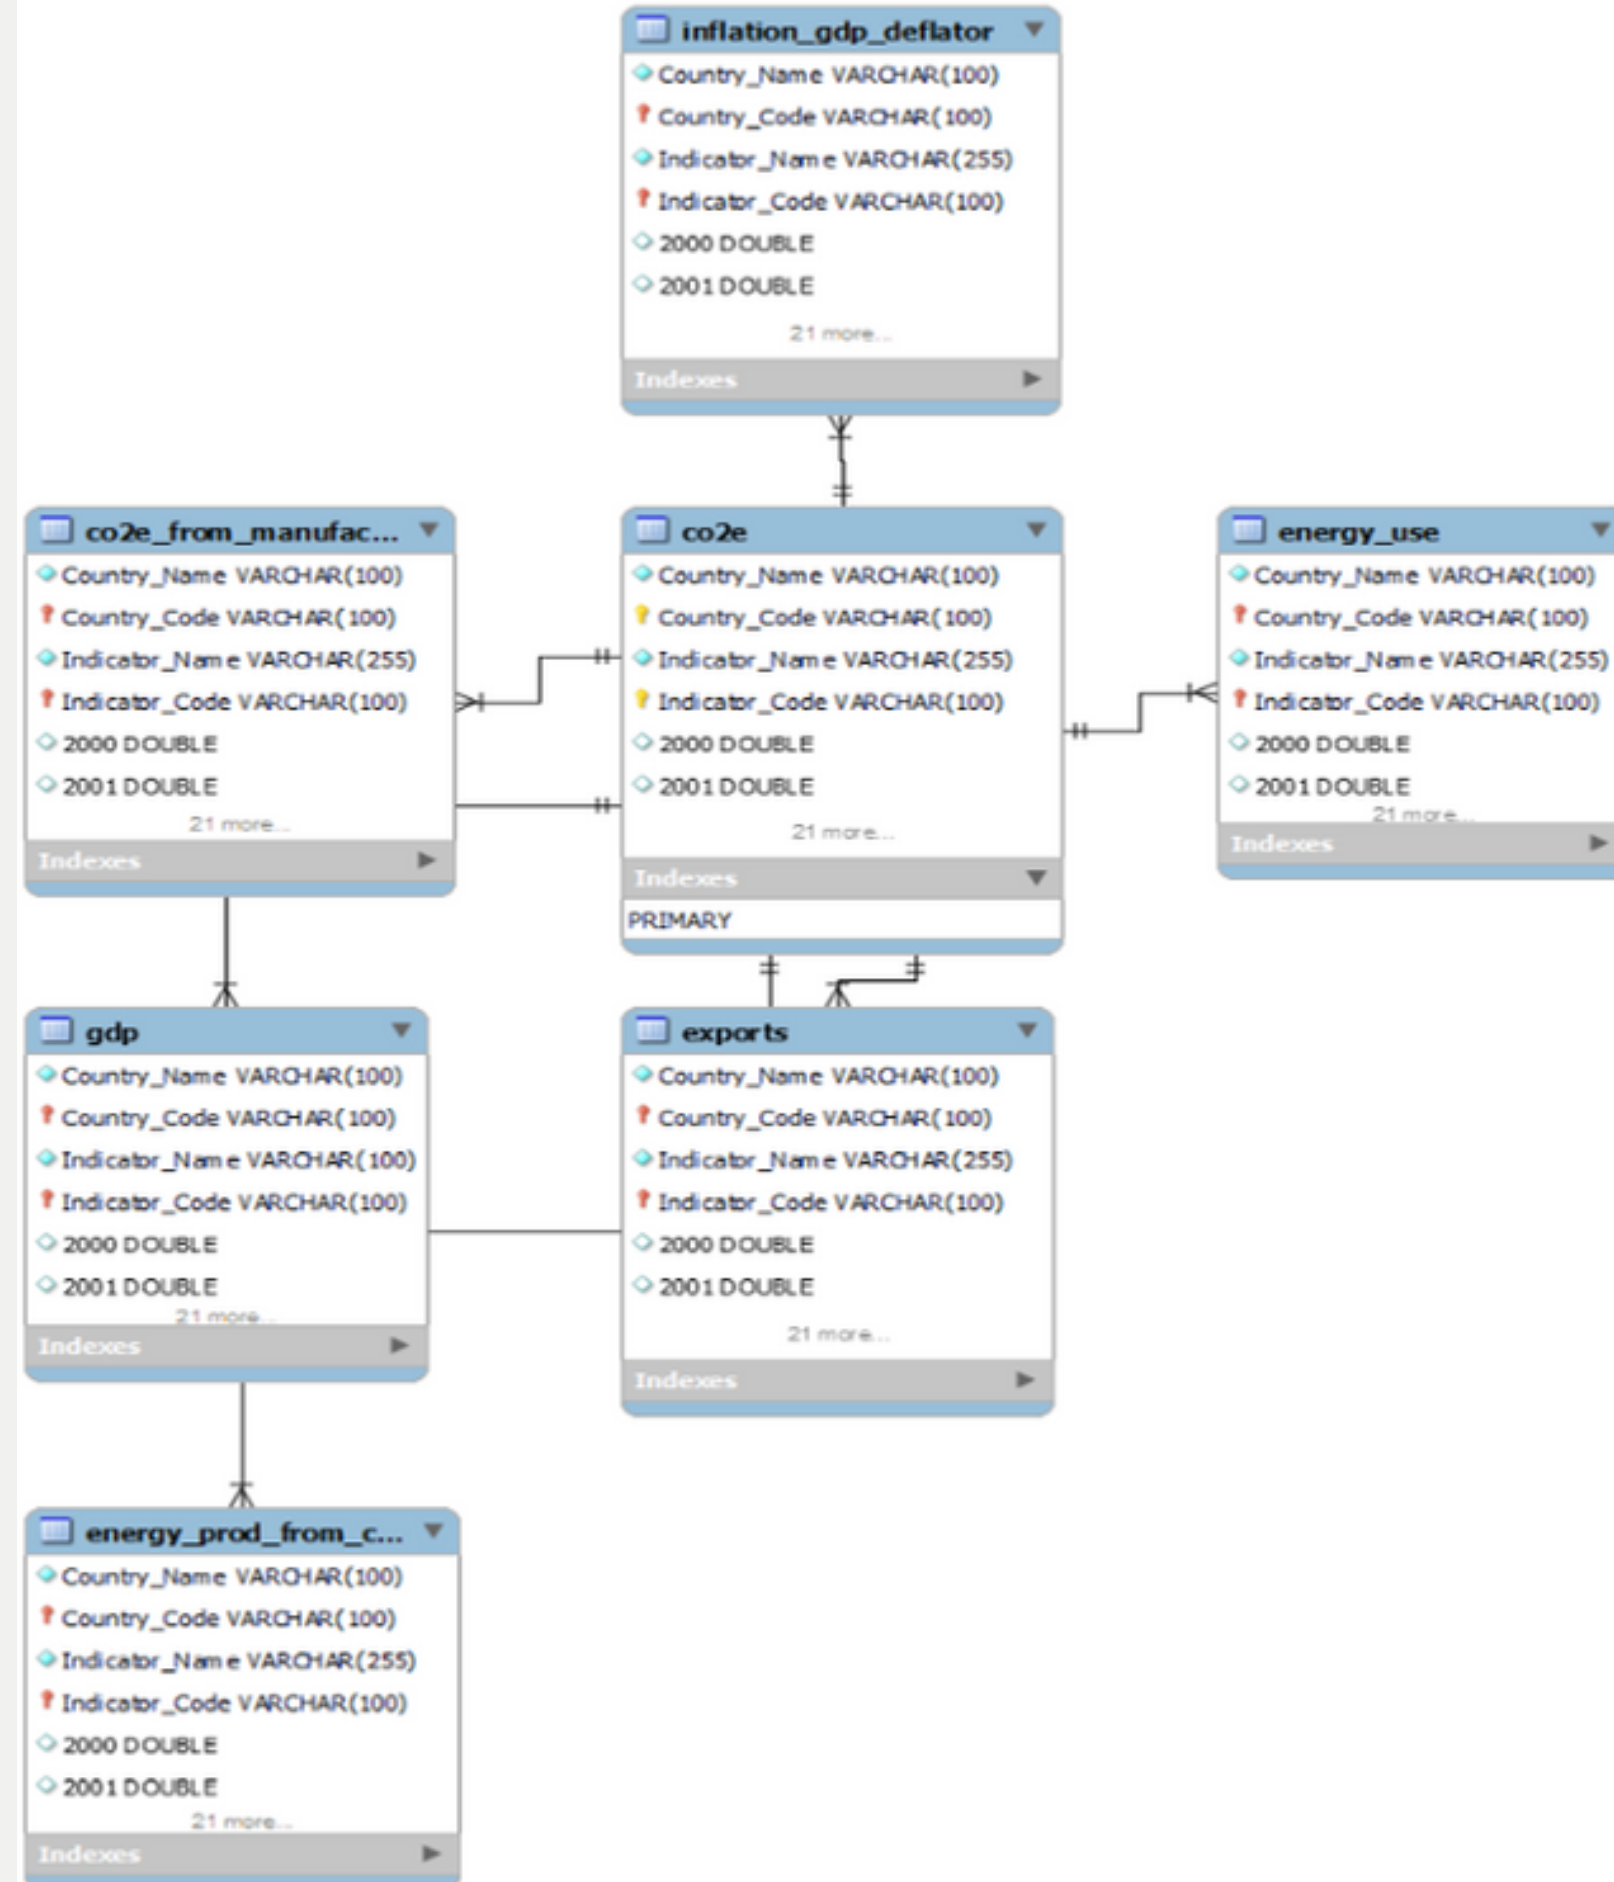 inflation_gdp_deflator
Country_Name VARCHAR(100)
Country_Code VARCHAR(100)
Indicator_Name VARCHAR(255)
Indicator_Code VARCHAR(100)
2000 DOUBLE
2001 DOUBLE
21 more...
Indexes
co2e_from_manufac...
Country_Name VARCHAR(100)
Country_Code VARCHAR(100)
Indicator_Name VARCHAR(255)
Indicator_Code VARCHAR(100)
2000 DOUBLE
2001 DOUBLE
21 more...
Indexes
co2e
Country_Name VARCHAR(100)
Country_Code VARCHAR(100)
Indicator_Name VARCHAR(255)
Indicator_Code VARCHAR(100)
2000 DOUBLE
2001 DOUBLE
21 more...
Indexes
PRIMARY
energy_use
Country_Name VARCHAR(100)
Country_Code VARCHAR(100)
Indicator_Name VARCHAR(255)
Indicator_Code VARCHAR(100)
2000 DOUBLE
2001 DOUBLE
21 more...
Indexes
gdp
Country_Name VARCHAR(100)
Country_Code VARCHAR(100)
Indicator_Name VARCHAR(100)
Indicator_Code VARCHAR(100)
2000 DOUBLE
2001 DOUBLE
21 more...
Indexes
exports
Country_Name VARCHAR(100)
Country_Code VARCHAR(100)
Indicator_Name VARCHAR(255)
Indicator_Code VARCHAR(100)
2000 DOUBLE
2001 DOUBLE
21 more...
Indexes
energy_prod_from_c...
Country_Name VARCHAR(100)
Country_Code VARCHAR(100)
Indicator_Name VARCHAR(255)
Indicator_Code VARCHAR(100)
2000 DOUBLE
2001 DOUBLE
21 more...
Indexes